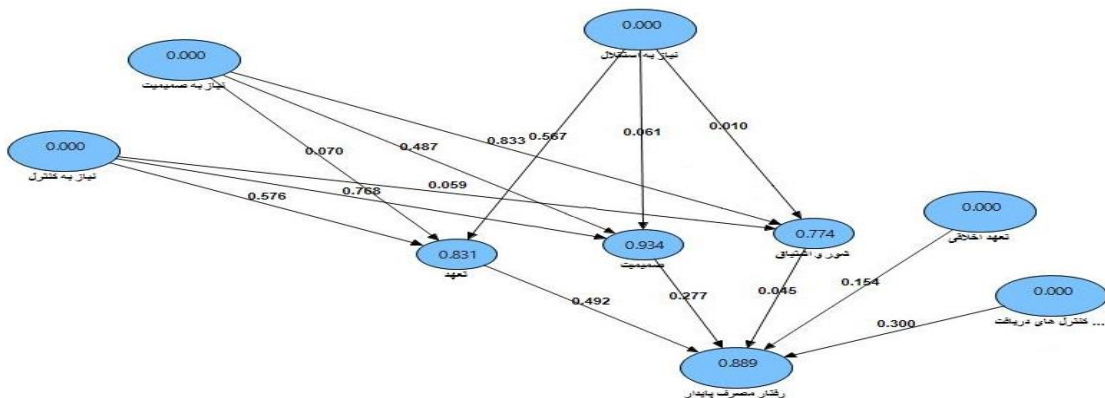 0.000
نیاز به استقلال
0.000
نیاز به صمیمیت
0.000
نیاز به کنترل
0.833
0.567
0.061
0.010
0.070
0.487
0.059
0.576
0.768
0.000
تعهد اخلاقی
0.831
تعهد
0.934
صمیمیت
0.774
شور و اشتیاق
0.154
0.492
0.277
0.045
0.000
کنترل های دریافت ...
0.300
0.889
رفتار مصرف پایدار